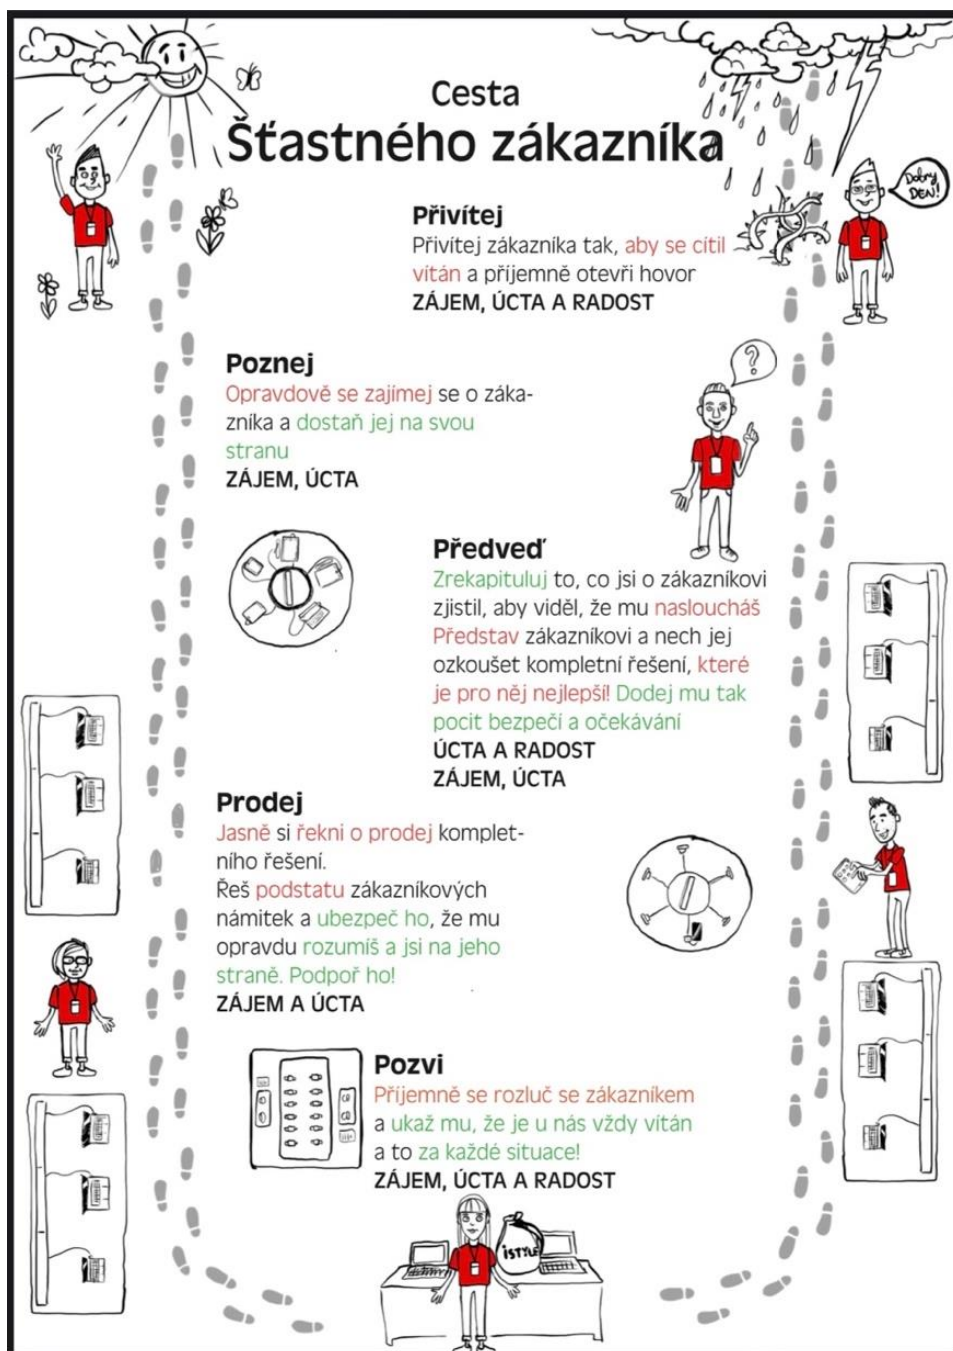 Cesta
Šťastného zákazníka
Dobrý
DEN!
Přivítej
Přivítej zákazníka tak, aby se cítil
vítán a příjemně otevři hovor
ZÁJEM, ÚCTA A RADOST
?
Poznej
Opravdově se zajímej se o záka-
zníka a dostaň jej na svou
stranu
ZÁJEM, ÚCTA
Předveď
Zrekapituluj to, co jsi o zákazníkovi
zjistil, aby viděl, že mu nasloucháš
Představ zákazníkovi a nech jej
ozkoušet kompletní řešení, které
je pro něj nejlepší! Dodej mu tak
pocit bezpečí a očekávání
ÚCTA A RADOST
ZÁJEM, ÚCTA
Prodej
Jasně si řekni o prodej komplet-
ního řešení.
Řeš podstatu zákazníkových
námitek a ubezpeč ho, že mu
opravdu rozumíš a jsi na jeho
straně. Podpoř ho!
ZÁJEM A ÚCTA
Pozvi
Příjemně se rozluč se zákazníkem
a ukaž mu, že je u nás vždy vítán
a to za každé situace!
ZÁJEM, ÚCTA A RADOST
iSTYLE